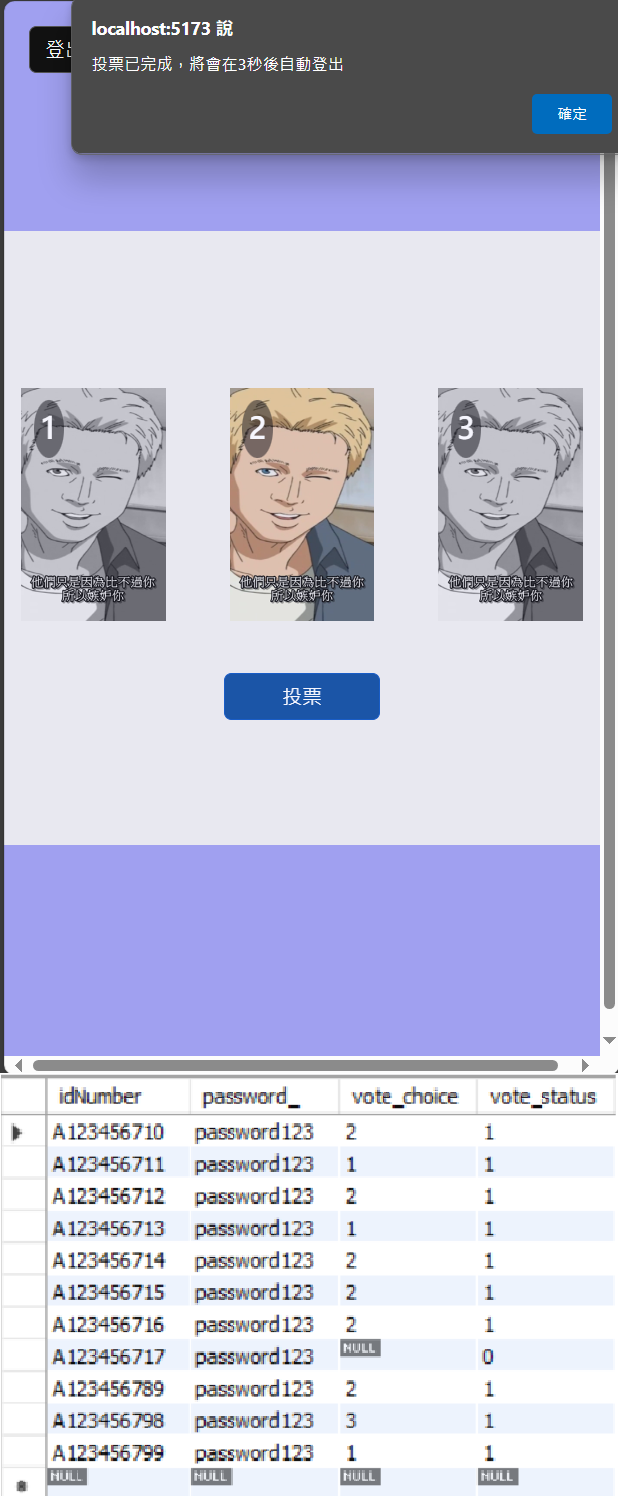 localhost:5173 說
投票已完成，將會在3秒後自動登出
確定
登
1
2
3
他們只是因為比不過你
所以嫉妒你
他們只是因為比不過你
所以嫉妒你
他們只是因為比不過你
所以嫉妒你
投票
idNumber password_ vote_choice vote_status
A123456710 password123 2 1
A123456711 password123 1 1
A123456712 password123 2 1
A123456713 password123 1 1
A123456714 password123 2 1
A123456715 password123 2 1
A123456716 password123 2 1
A123456717 password123 NULL 0
A123456789 password123 2 1
A123456798 password123 3 1
A123456799 password123 1 1
NULL NULL NULL NULL